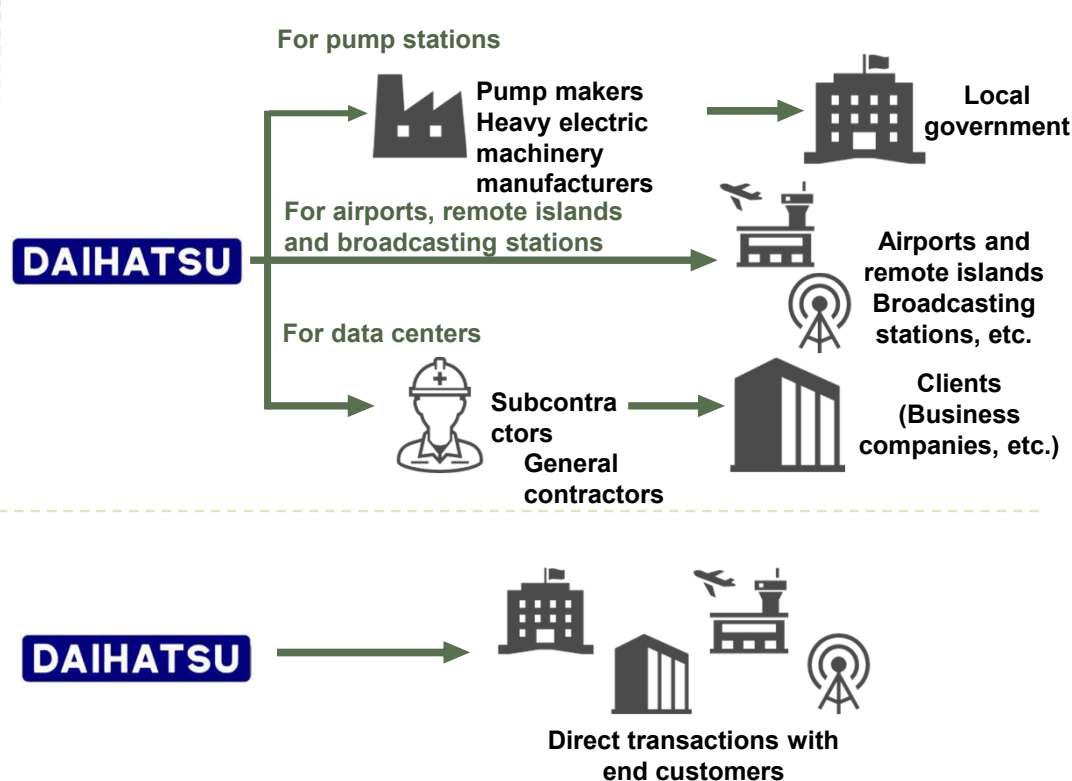 For pump stations
Pump makers
Heavy electric
machinery
manufacturers
Local
government
For airports, remote islands
and broadcasting stations
DAIHATSU
Airports and
remote islands
Broadcasting
stations, etc.
For data centers
Subcontra
ctors
General
contractors
Clients
(Business
companies, etc.)
DAIHATSU
Direct transactions with
end customers